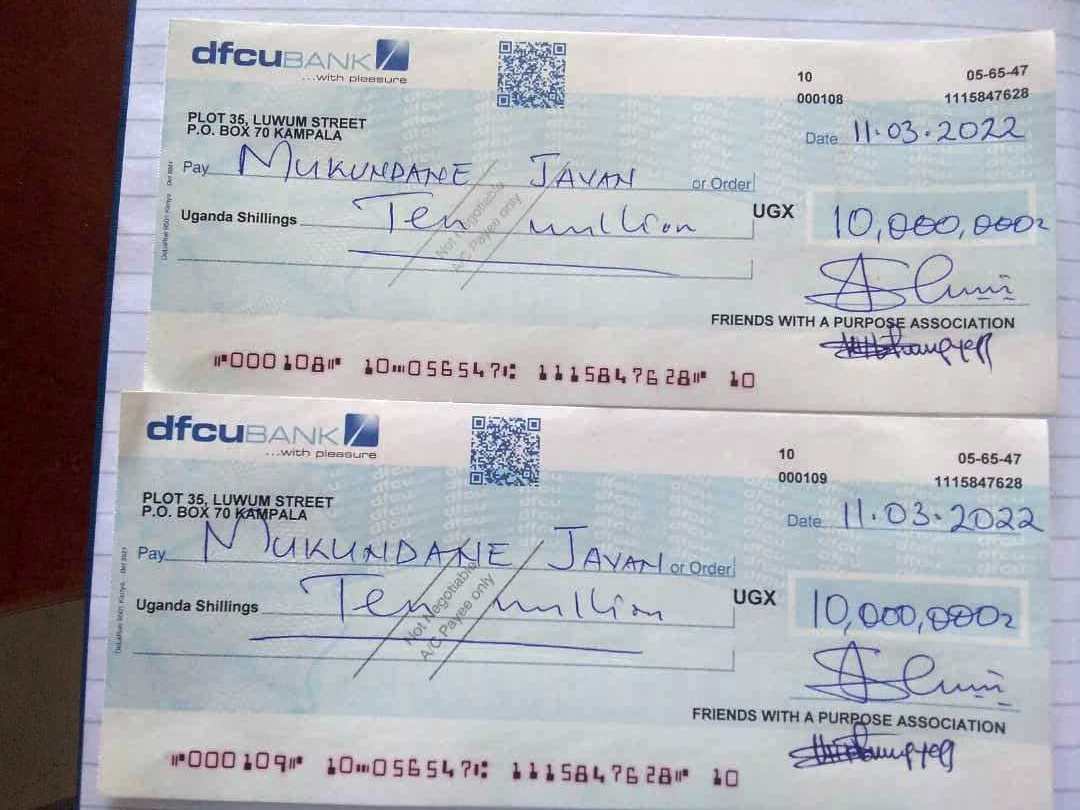 dfcu BANK
...with pleasure
10 05-65-47
000108 1115847628
PLOT 35, LUWUM STREET
P.O. BOX 70 KAMPALA
Date 11.03.2022
Pay MUKUNDANE JAVAN or Order
Uganda Shillings Ten million UGX 10,000,000
Not Negotiable
A/C Payee only
FRIENDS WITH A PURPOSE ASSOCIATION
⑈000108⑈ 10⑉056547⑆ 1115847628⑈ 10
dfcu BANK
...with pleasure
10 05-65-47
000109 1115847628
PLOT 35, LUWUM STREET
P.O. BOX 70 KAMPALA
Date 11.03.2022
Pay MUKUNDANE JAVAN or Order
Uganda Shillings Ten million UGX 10,000,000
Not Negotiable
A/C Payee only
FRIENDS WITH A PURPOSE ASSOCIATION
⑈000109⑈ 10⑉056547⑆ 1115847628⑈ 10